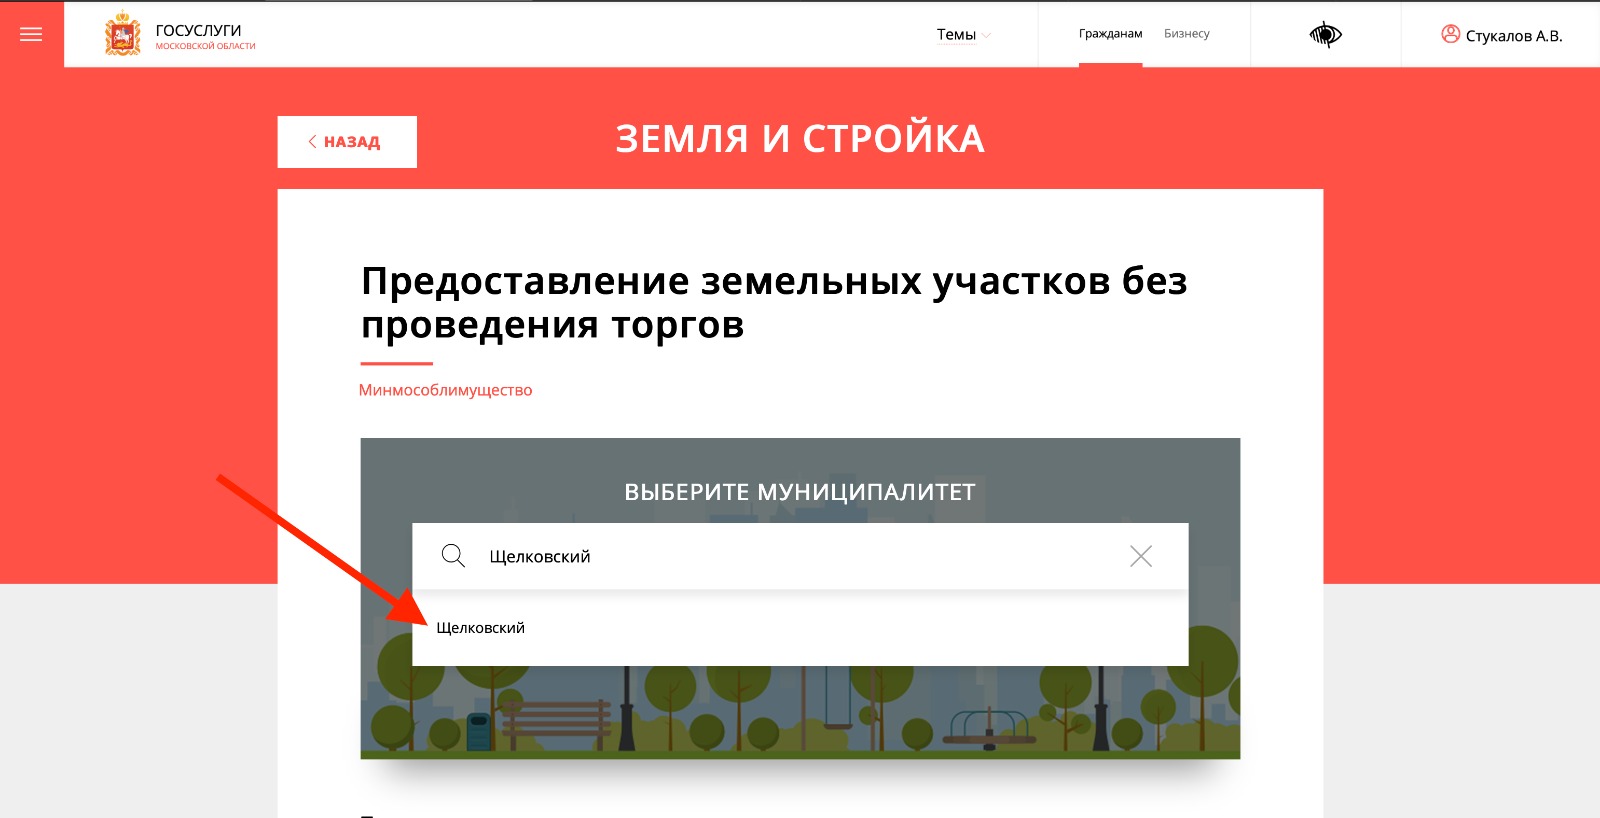 ГОСУСЛУГИ
МОСКОВСКОЙ ОБЛАСТИ
Темы
Гражданам
Бизнесу
Стукалов А.В.
НАЗАД
ЗЕМЛЯ И СТРОЙКА
Предоставление земельных участков без
проведения торгов
Минмособлимущество
ВЫБЕРИТЕ МУНИЦИПАЛИТЕТ
Щелковский
Щелковский